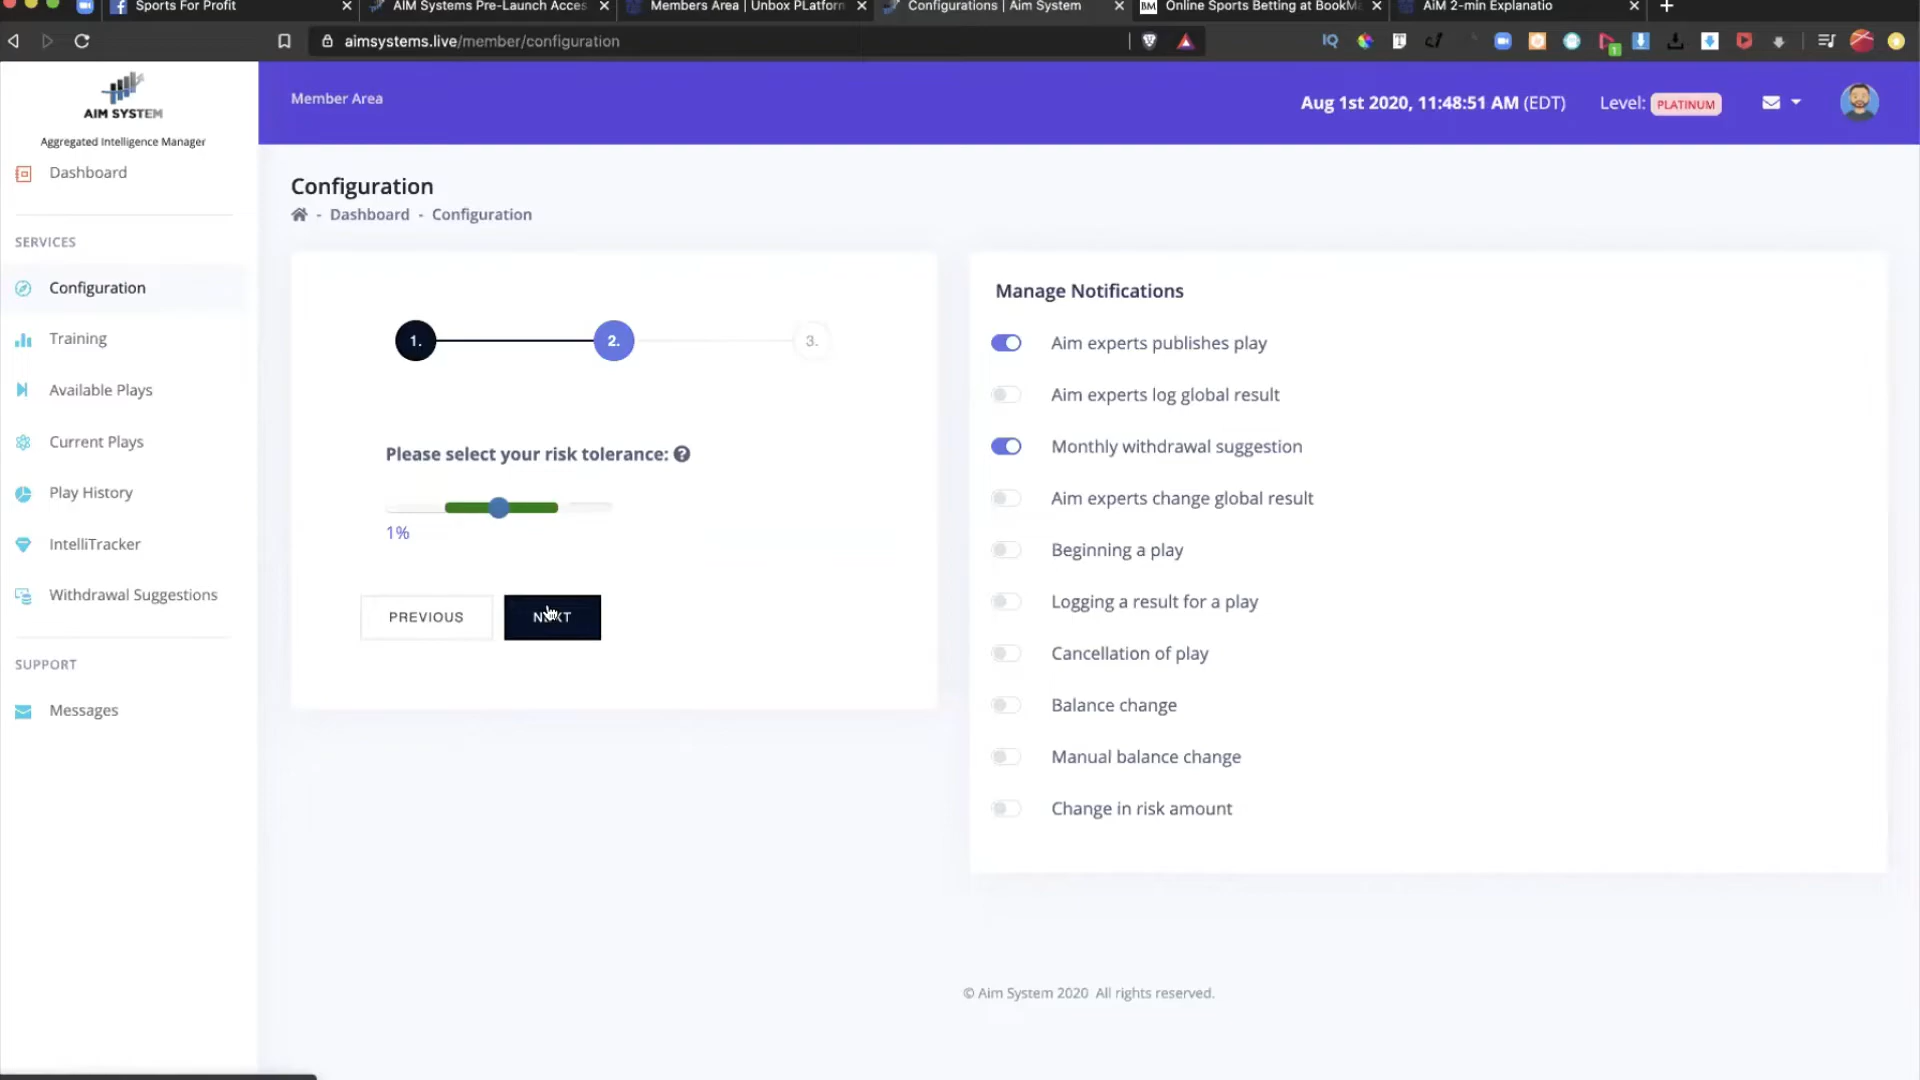 Sports For Profit
AIM Systems Pre-Launch Acces
Members Area | Unbox PLatform
Configurations | Aim System
BM Online Sports Betting at BookMa
AiM 2-min Explanatio
aimsystems.live/member/configuration
AIM SYSTEM
Aggregated Intelligence Manager
Dashboard
SERVICES
Configuration
Training
Available Plays
Current Plays
Play History
IntelliTracker
Withdrawal Suggestions
SUPPORT
Messages
Member Area
Aug 1st 2020, 11:48:51 AM (EDT)
Level: PLATINUM
Configuration
- Dashboard - Configuration
1.
2.
3.
Please select your risk tolerance: ?
1%
PREVIOUS
NEXT
Manage Notifications
Aim experts publishes play
Aim experts log global result
Monthly withdrawal suggestion
Aim experts change global result
Beginning a play
Logging a result for a play
Cancellation of play
Balance change
Manual balance change
Change in risk amount
© Aim System 2020 All rights reserved.